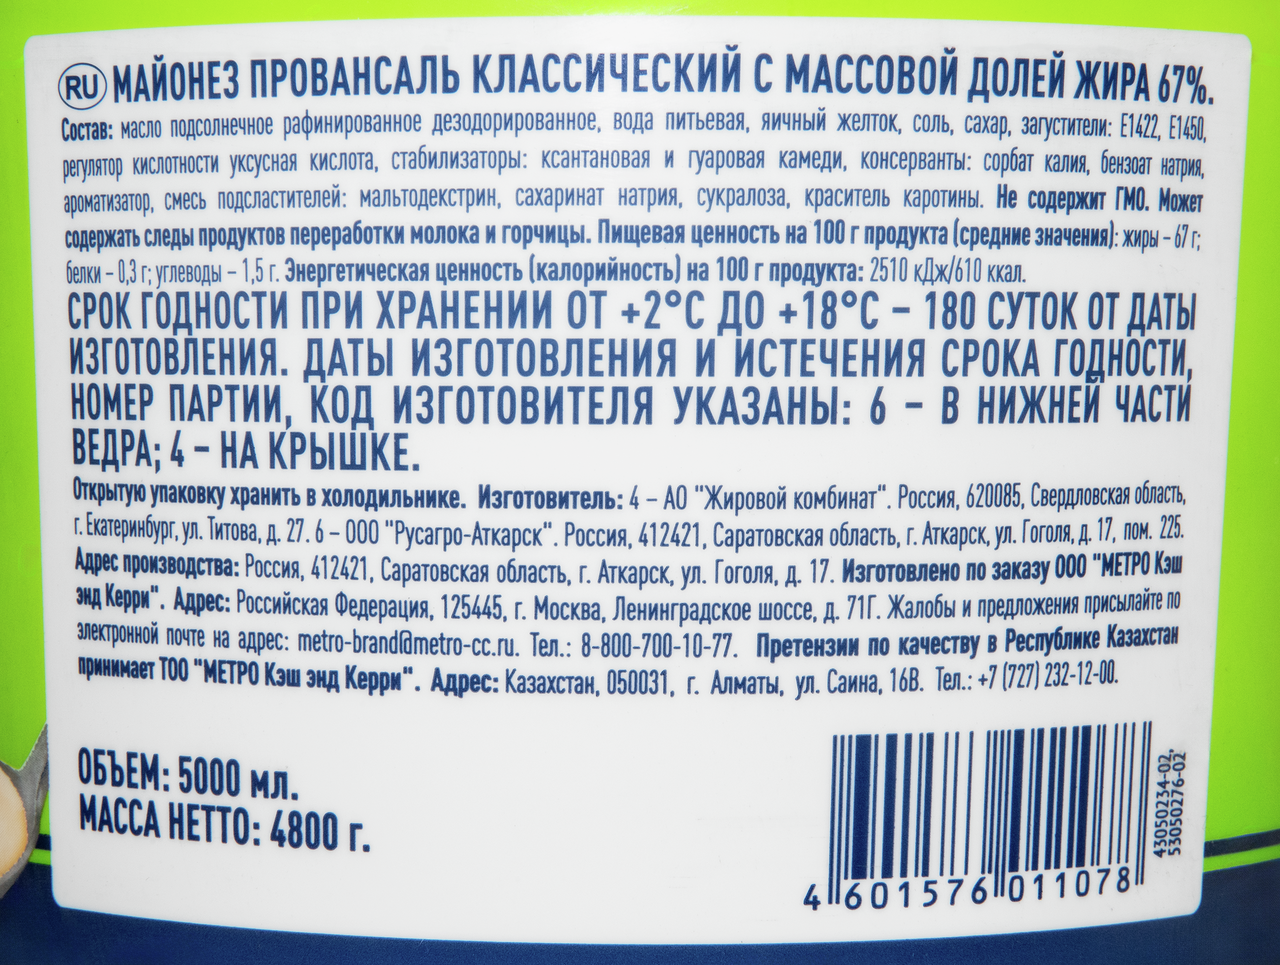 RU МАЙОНЕЗ ПРОВАНСАЛЬ КЛАССИЧЕСКИЙ С МАССОВОЙ ДОЛЕЙ ЖИРА 67%.
Состав: масло подсолнечное рафинированное дезодорированное, вода питьевая, яичный желток, соль, сахар, загустители: Е1422, Е1450,
регулятор кислотности уксусная кислота, стабилизаторы: ксантановая и гуаровая камеди, консерванты: сорбат калия, бензоат натрия,
ароматизатор, смесь подсластителей: мальтодекстрин, сахаринат натрия, сукралоза, краситель каротины. Не содержит ГМО. Может
содержать следы продуктов переработки молока и горчицы. Пищевая ценность на 100 г продукта (средние значения): жиры – 67 г;
белки – 0,3 г; углеводы – 1,5 г. Энергетическая ценность (калорийность) на 100 г продукта: 2510 кДж/610 ккал.
СРОК ГОДНОСТИ ПРИ ХРАНЕНИИ ОТ +2°С ДО +18°С – 180 СУТОК ОТ ДАТЫ
ИЗГОТОВЛЕНИЯ. ДАТЫ ИЗГОТОВЛЕНИЯ И ИСТЕЧЕНИЯ СРОКА ГОДНОСТИ,
НОМЕР ПАРТИИ, КОД ИЗГОТОВИТЕЛЯ УКАЗАНЫ: 6 – В НИЖНЕЙ ЧАСТИ
ВЕДРА; 4 – НА КРЫШКЕ.
Открытую упаковку хранить в холодильнике. Изготовитель: 4 – АО "Жировой комбинат". Россия, 620085, Свердловская область,
г. Екатеринбург, ул. Титова, д. 27. 6 – ООО "Русагро-Аткарск". Россия, 412421, Саратовская область, г. Аткарск, ул. Гоголя, д. 17, пом. 225.
Адрес производства: Россия, 412421, Саратовская область, г. Аткарск, ул. Гоголя, д. 17. Изготовлено по заказу ООО "МЕТРО Кэш
энд Керри". Адрес: Российская Федерация, 125445, г. Москва, Ленинградское шоссе, д. 71Г. Жалобы и предложения присылайте по
электронной почте на адрес: metro-brand@metro-cc.ru. Тел.: 8-800-700-10-77. Претензии по качеству в Республике Казахстан
принимает ТОО "МЕТРО Кэш энд Керри". Адрес: Казахстан, 050031, г. Алматы, ул. Саина, 16В. Тел.: +7 (727) 232-12-00.
ОБЪЕМ: 5000 мл.
МАССА НЕТТО: 4800 г.
4 601576 011078
43050234-02,
53050276-02